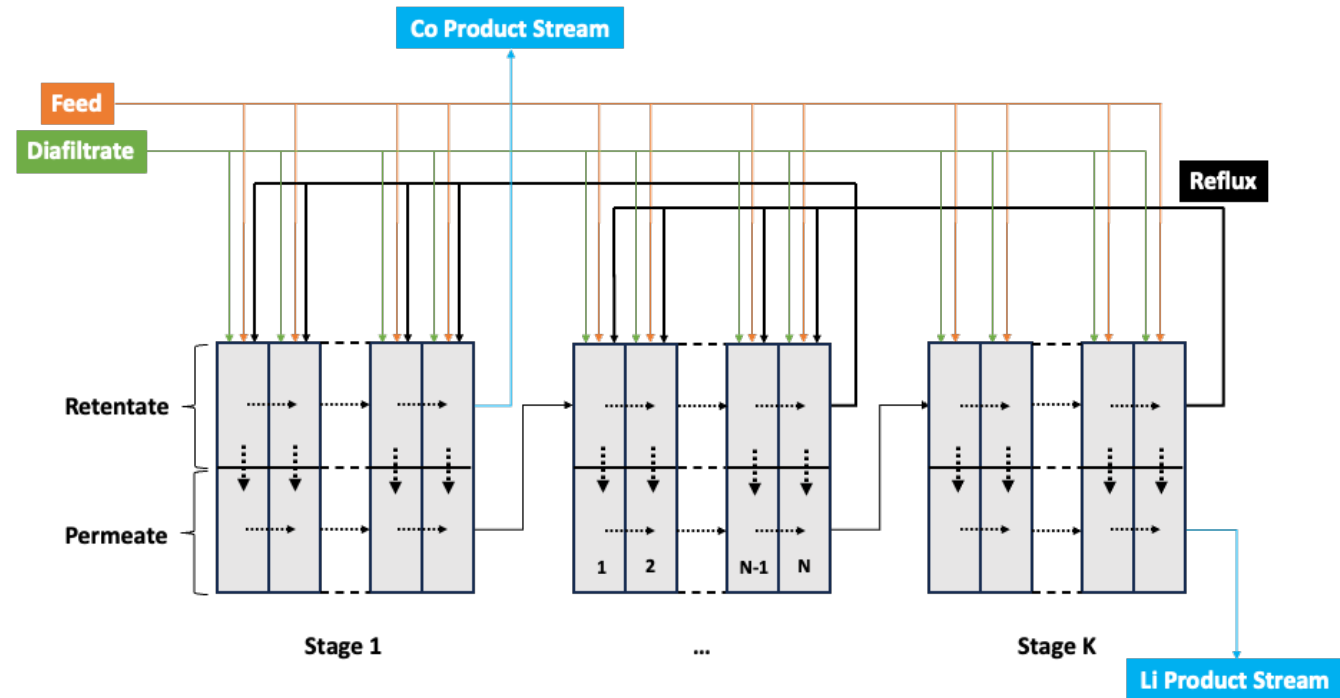 Co Product Stream
Feed
Diafiltrate
Reflux
Retentate
Permeate
1 2 N-1 N
Stage 1 ... Stage K
Li Product Stream